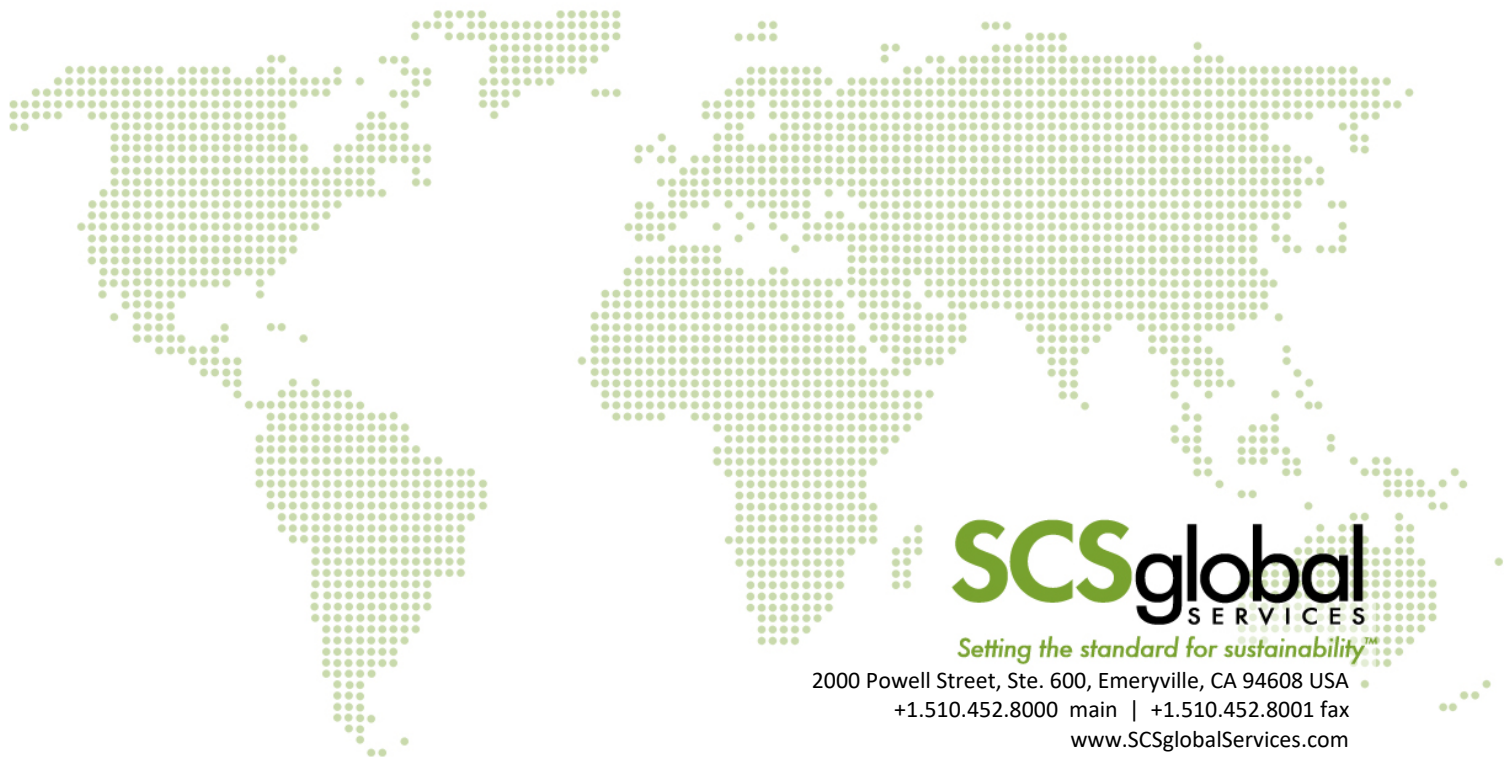 SCSglobal
SERVICES
Setting the standard for sustainability™
2000 Powell Street, Ste. 600, Emeryville, CA 94608 USA
+1.510.452.8000 main | +1.510.452.8001 fax
www.SCSglobalServices.com